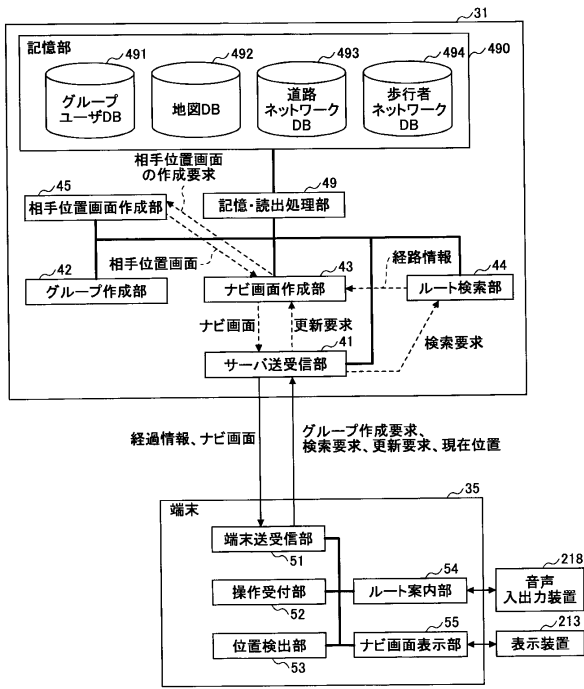 31
記憶部
491
492
493
494
490
グループ
ユーザDB
地図DB
道路
ネットワーク
DB
歩行者
ネットワーク
DB
相手位置画面
の作成要求
45
相手位置画面作成部
49
記憶・読出処理部
42
グループ作成部
相手位置画面
43
ナビ画面作成部
経路情報
44
ルート検索部
ナビ画面
更新要求
41
サーバ送受信部
検索要求
経過情報、ナビ画面
グループ作成要求、
検索要求、更新要求、現在位置
35
端末
端末送受信部
51
操作受付部
52
位置検出部
53
54
ルート案内部
55
ナビ画面表示部
218
音声
入出力装置
213
表示装置